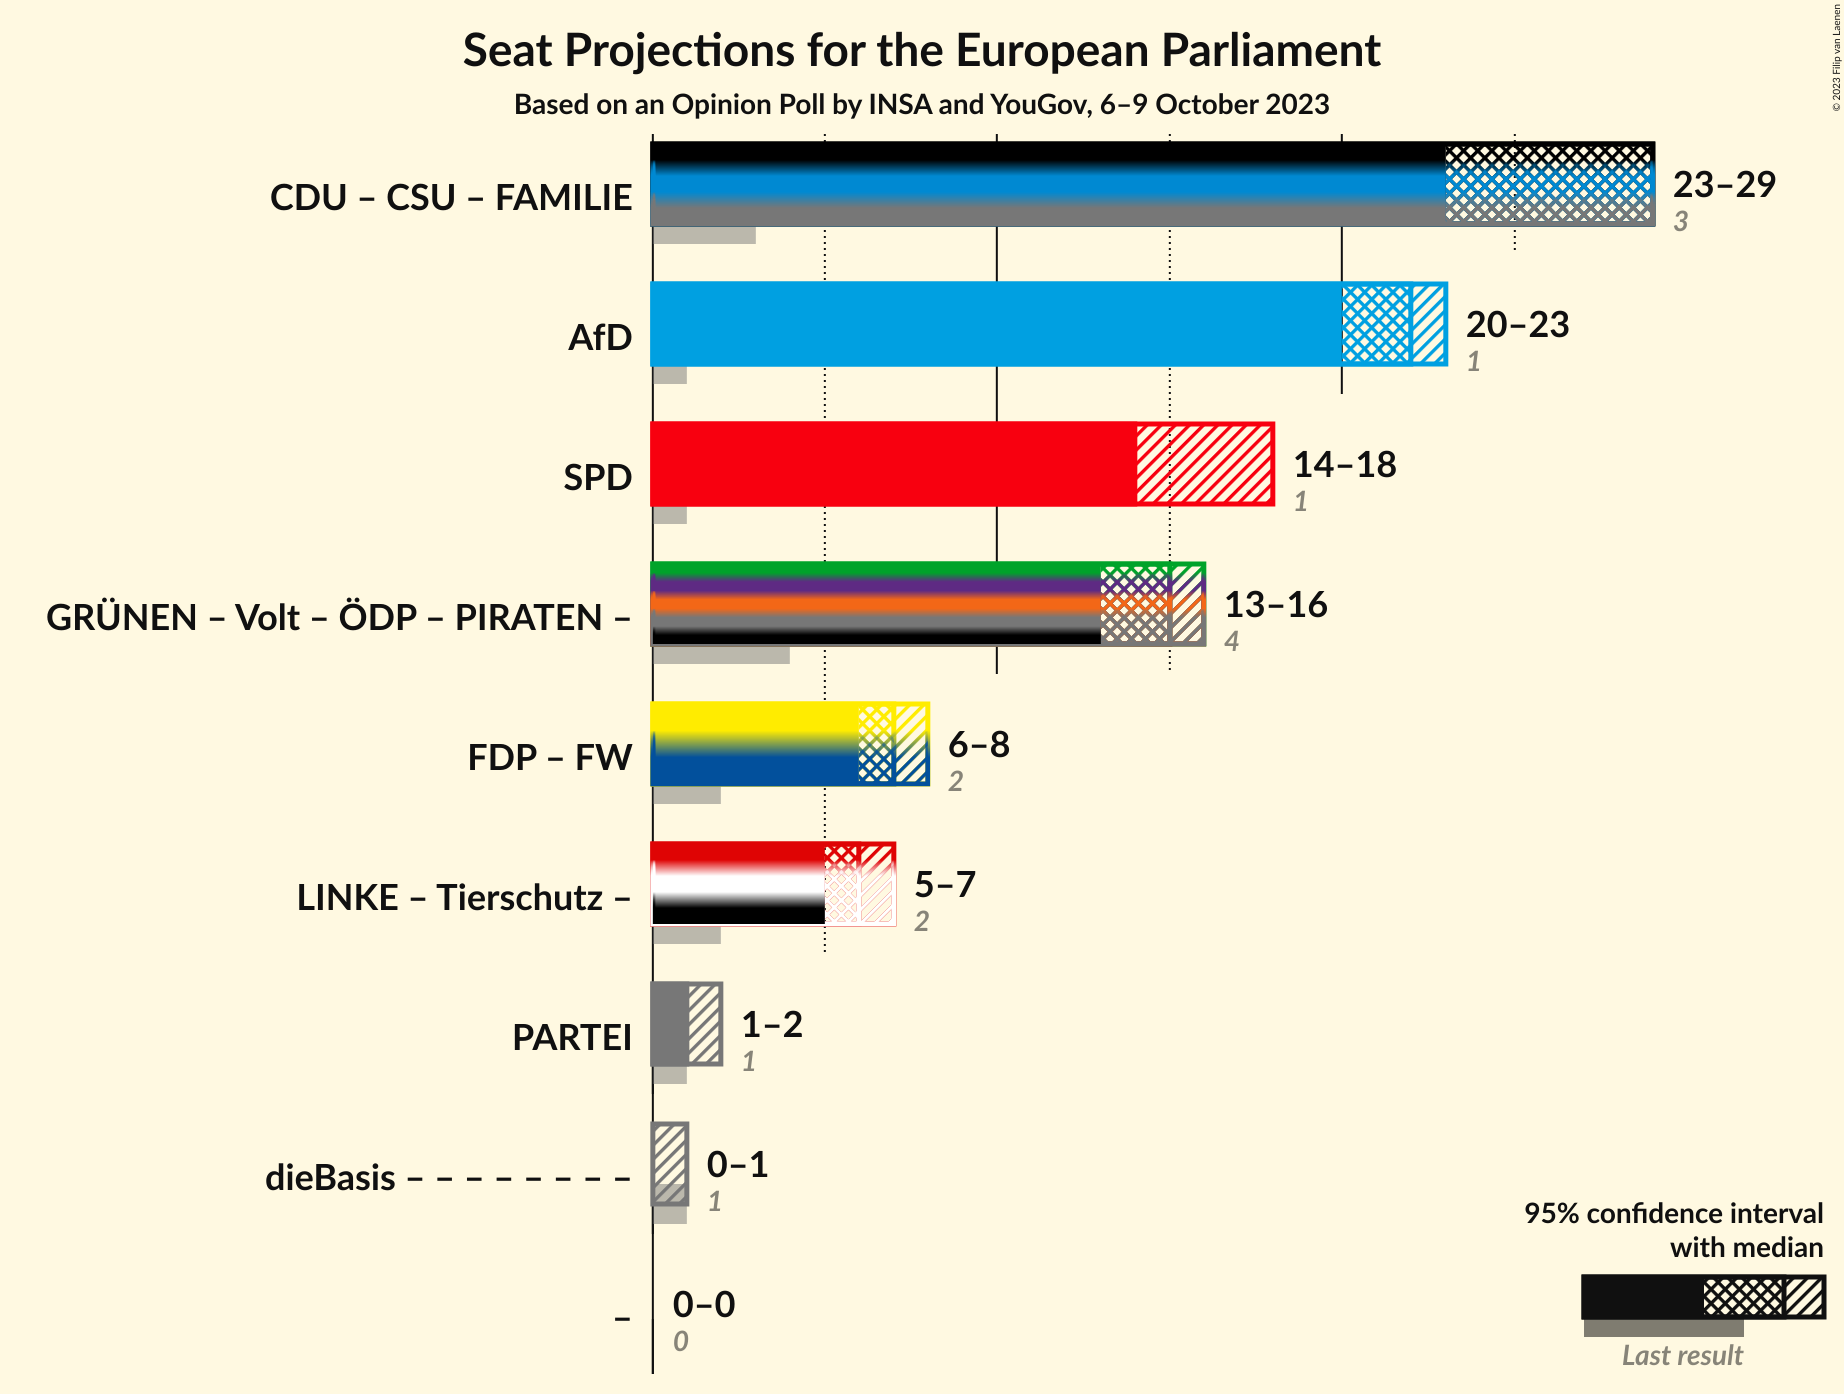 Seat Projections for the European Parliament
Based on an Opinion Poll by INSA and YouGov, 6–9 October 2023
© 2023 Filip van Laenen
CDU – CSU – FAMILIE
23–29
3
AfD
20–23
1
SPD
14–18
1
GRÜNEN – Volt – ÖDP – PIRATEN –
13–16
4
FDP – FW
6–8
2
LINKE – Tierschutz –
5–7
2
PARTEI
1–2
1
dieBasis – – – – – – – –
0–1
1
–
0–0
0
95% confidence interval
with median
Last result